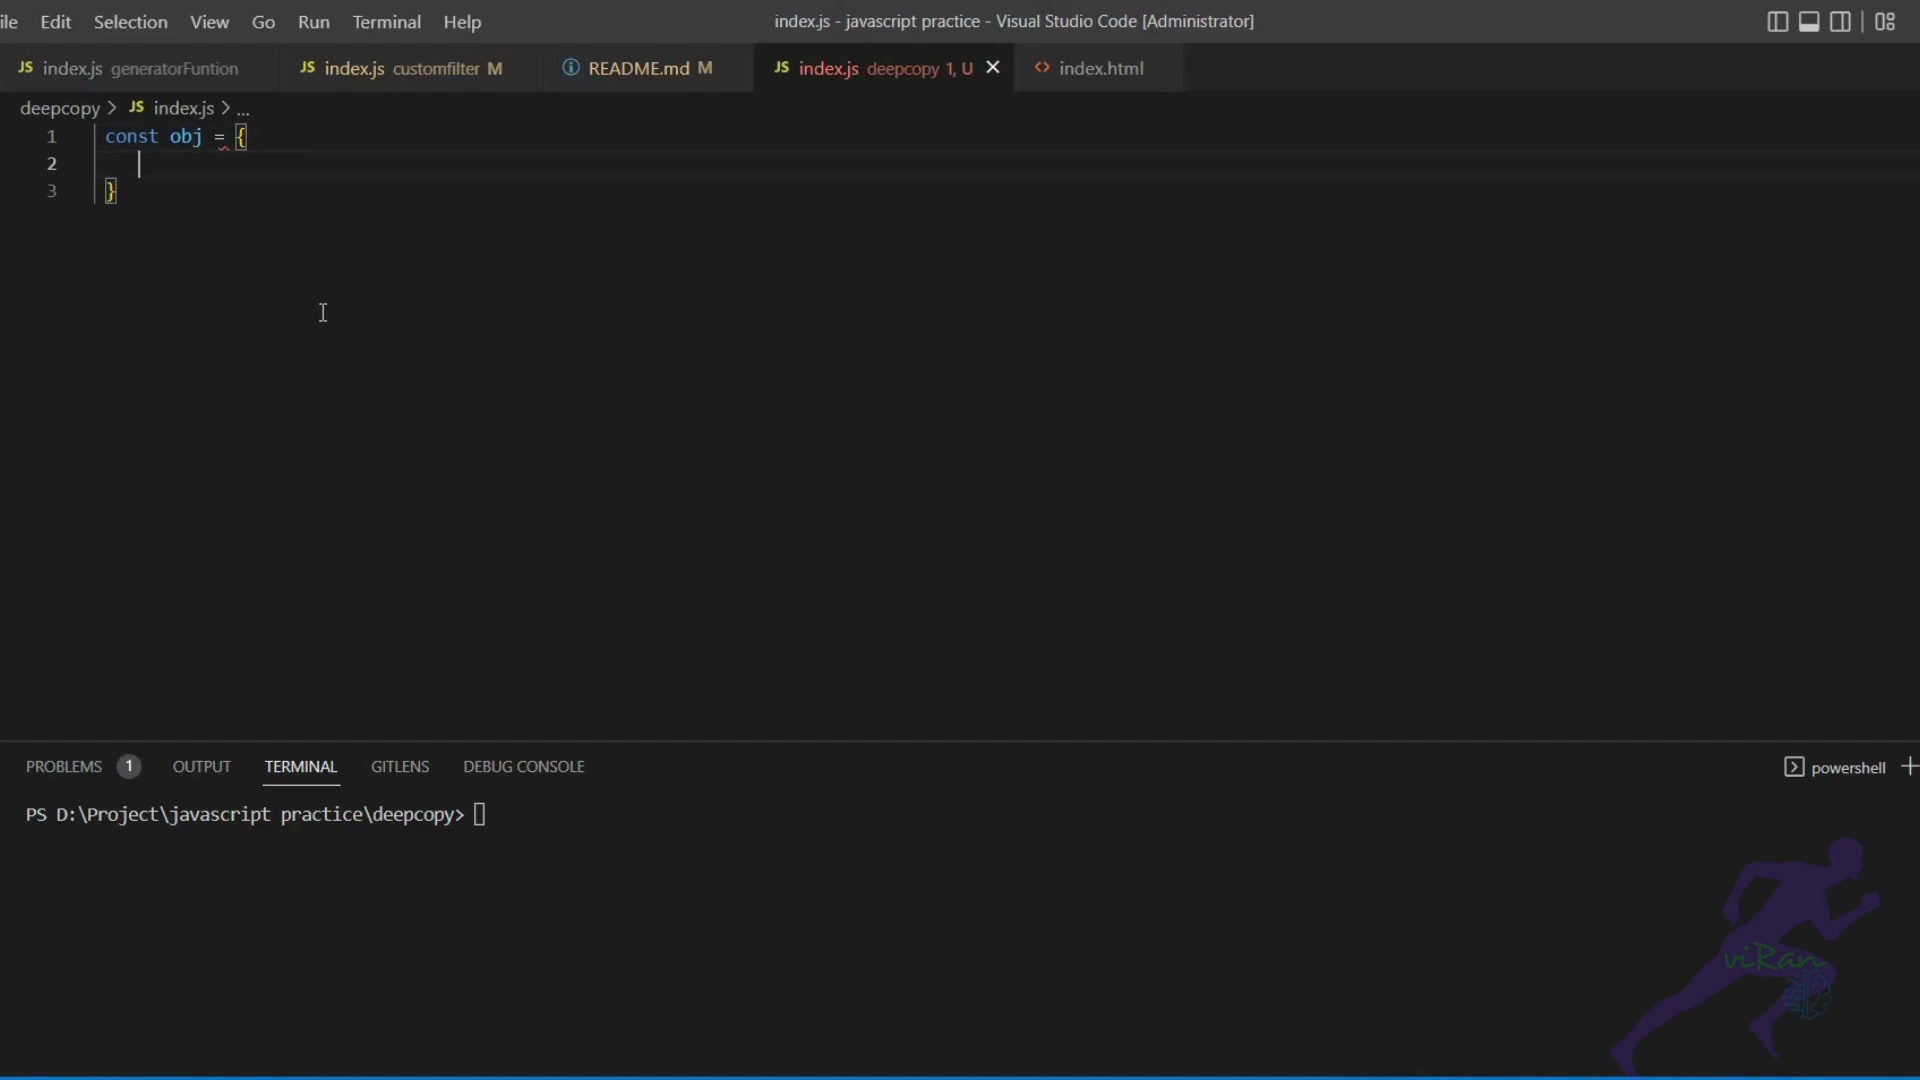 ile Edit Selection View Go Run Terminal Help index.js - javascript practice - Visual Studio Code [Administrator]
JS index.js generatorFuntion JS index.js customfilter M README.md M JS index.js deepcopy 1, U index.html
deepcopy > JS index.js > ...
1 const obj = {
2
3 }
PROBLEMS 1 OUTPUT TERMINAL GITLENS DEBUG CONSOLE powershell
PS D:\Project\javascript practice\deepcopy>
viRan